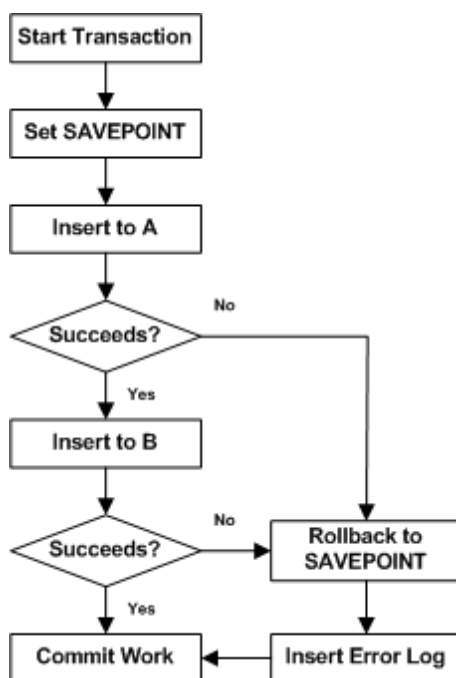 Start Transaction
Set SAVEPOINT
Insert to A
Succeeds?
No
Yes
Insert to B
Succeeds?
No
Rollback to
SAVEPOINT
Yes
Commit Work
Insert Error Log